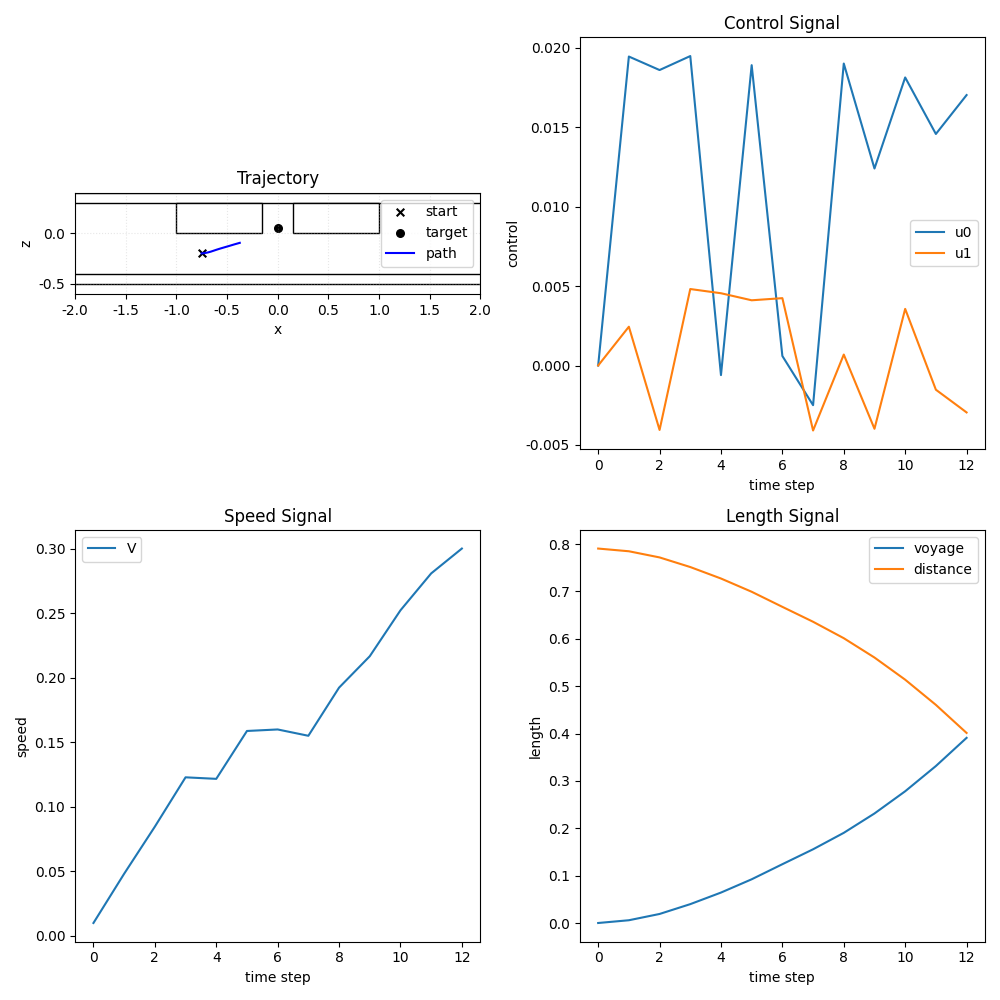 Trajectory
z
0.0
-0.5
start
target
path
-2.0 -1.5 -1.0 -0.5 0.0 0.5 1.0 1.5 2.0
x
Control Signal
control
0.020
0.015
0.010
0.005
0.000
-0.005
u0
u1
0 2 4 6 8 10 12
time step
Speed Signal
speed
V
0.30
0.25
0.20
0.15
0.10
0.05
0.00
0 2 4 6 8 10 12
time step
Length Signal
length
voyage
distance
0.8
0.7
0.6
0.5
0.4
0.3
0.2
0.1
0.0
0 2 4 6 8 10 12
time step